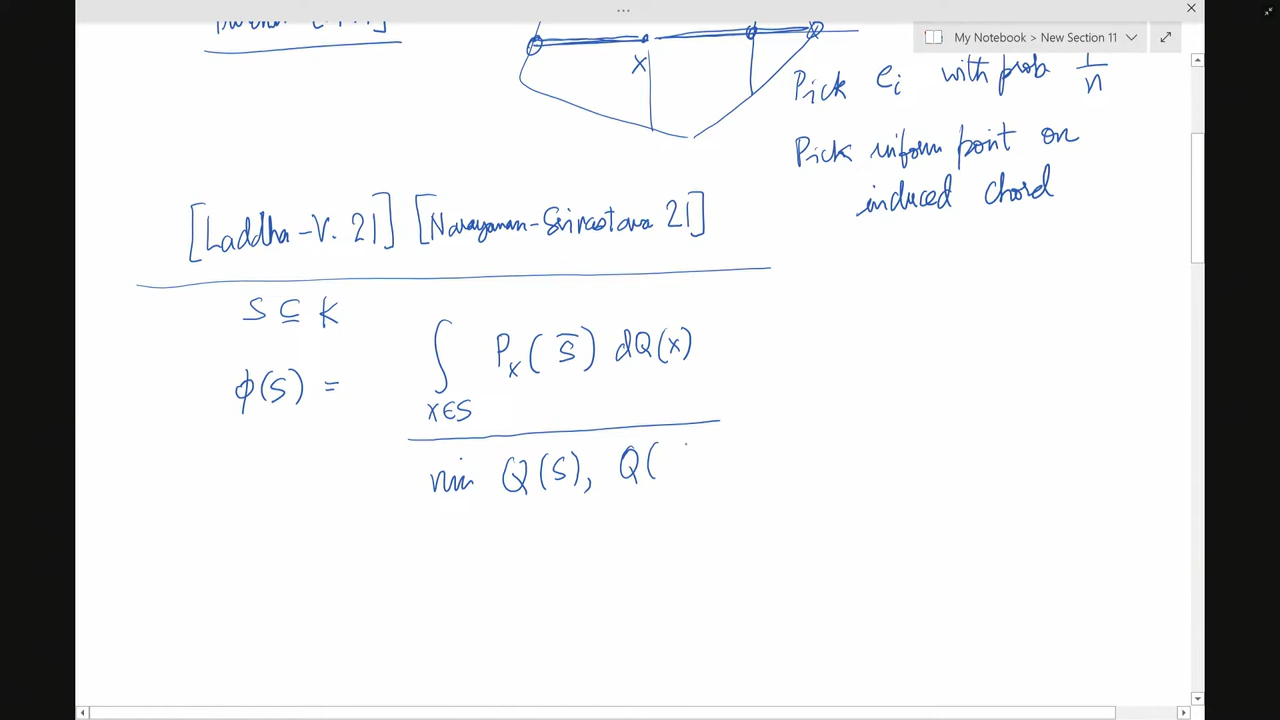 My Notebook > New Section 11
X
Pick e_i with prob 1/n
Pick uniform point on
induced chord
[Laddha-V. 21] [Narayanan-Srivastava 21]
S ⊆ K
φ(S) = ∫_{x∈S} P_x(S̄) dQ(x)
min Q(S), Q(